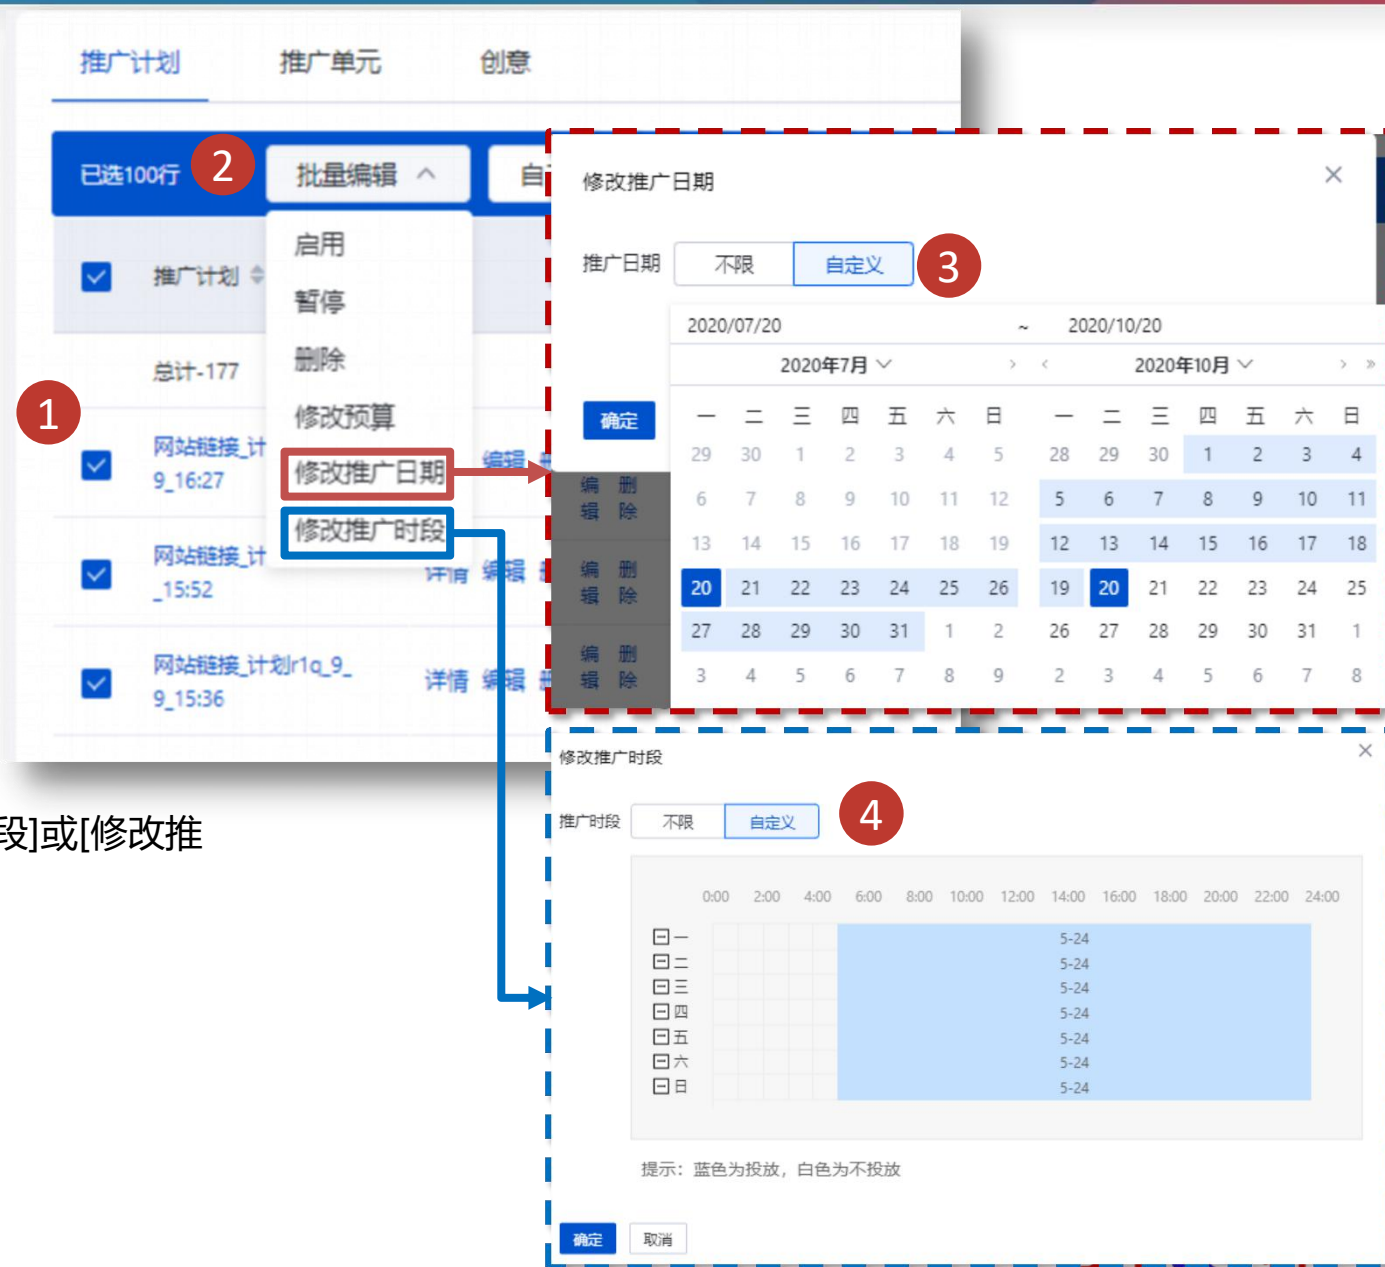 推广计划 推广单元 创意
已选100行 2 批量编辑
启用
推广计划
暂停
总计-177
删除
1
修改预算
网站链接_计
9_16:27
编辑
修改推广日期
修改推广时段
网站链接_计
_15:52
详情 编辑
网站链接_计划r1q_9_
9_15:36
详情 编辑
修改推广日期
推广日期 不限 自定义 3
2020/07/20 ~ 2020/10/20
2020年7月 2020年10月
确定
一 二 三 四 五 六 日 一 二 三 四 五 六 日
29 30 1 2 3 4 5 28 29 30 1 2 3 4
6 7 8 9 10 11 12 5 6 7 8 9 10 11
13 14 15 16 17 18 19 12 13 14 15 16 17 18
20 21 22 23 24 25 26 19 20 21 22 23 24 25
27 28 29 30 31 1 2 26 27 28 29 30 31 1
3 4 5 6 7 8 9 2 3 4 5 6 7 8
编 删
辑 除
编 删
辑 除
编 删
辑 除
修改推广时段
推广时段 不限 自定义 4
0:00 2:00 4:00 6:00 8:00 10:00 12:00 14:00 16:00 18:00 20:00 22:00 24:00
一 5-24
二 5-24
三 5-24
四 5-24
五 5-24
六 5-24
日 5-24
提示：蓝色为投放，白色为不投放
确定 取消
段]或[修改推